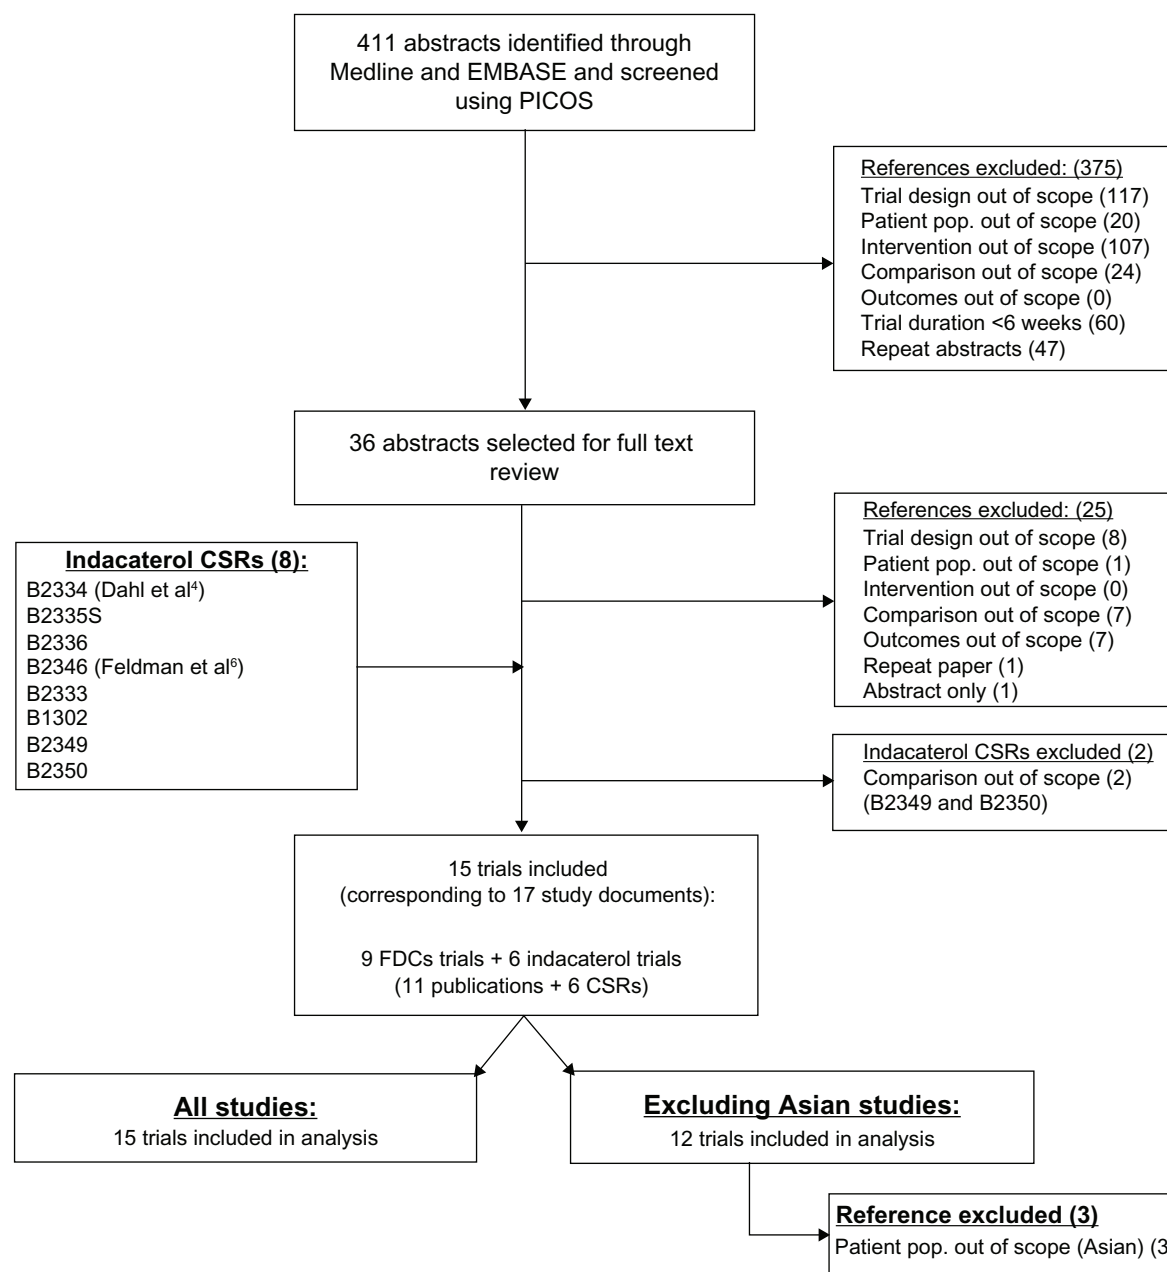 411 abstracts identified through
Medline and EMBASE and screened
using PICOS
References excluded: (375)
Trial design out of scope (117)
Patient pop. out of scope (20)
Intervention out of scope (107)
Comparison out of scope (24)
Outcomes out of scope (0)
Trial duration <6 weeks (60)
Repeat abstracts (47)
36 abstracts selected for full text
review
References excluded: (25)
Trial design out of scope (8)
Patient pop. out of scope (1)
Intervention out of scope (0)
Comparison out of scope (7)
Outcomes out of scope (7)
Repeat paper (1)
Abstract only (1)
Indacaterol CSRs (8):
B2334 (Dahl et al⁴)
B2335S
B2336
B2346 (Feldman et al⁶)
B2333
B1302
B2349
B2350
Indacaterol CSRs excluded (2)
Comparison out of scope (2)
(B2349 and B2350)
15 trials included
(corresponding to 17 study documents):
9 FDCs trials + 6 indacaterol trials
(11 publications + 6 CSRs)
All studies:
15 trials included in analysis
Excluding Asian studies:
12 trials included in analysis
Reference excluded (3)
Patient pop. out of scope (Asian) (3